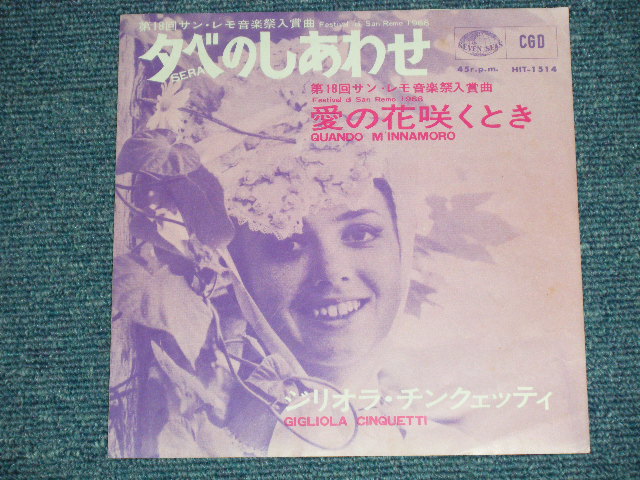 第18回サン・レモ音楽祭入賞曲 Festival di San Remo 1968
夕べのしあわせ
SERA
SEVEN SEAS
CGD
45r.p.m. HIT-1514
第18回サン・レモ音楽祭入賞曲
Festival di San Remo 1968
愛の花咲くとき
QUANDO M'INNAMORO
ジリオラ・チンクェッティ
GIGLIOLA CINQUETTI